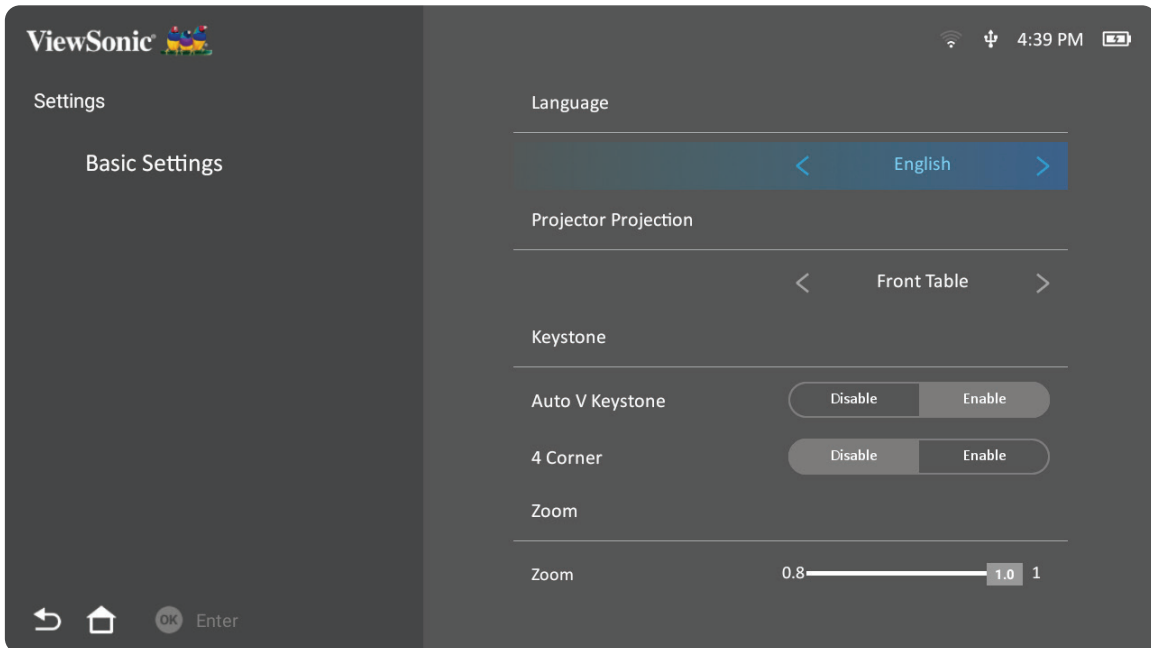 ViewSonic®
4:39 PM
Settings
Basic Settings
Language
English
Projector Projection
Front Table
Keystone
Auto V Keystone Disable Enable
4 Corner Disable Enable
Zoom
Zoom 0.8 1.0 1
OK Enter